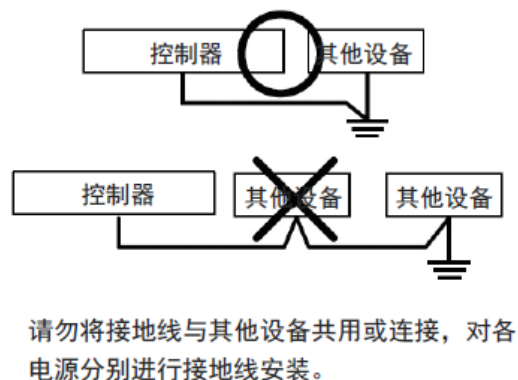 控制器 其他设备
控制器 其他设备 其他设备
请勿将接地线与其他设备共用或连接，对各
电源分别进行接地线安装。